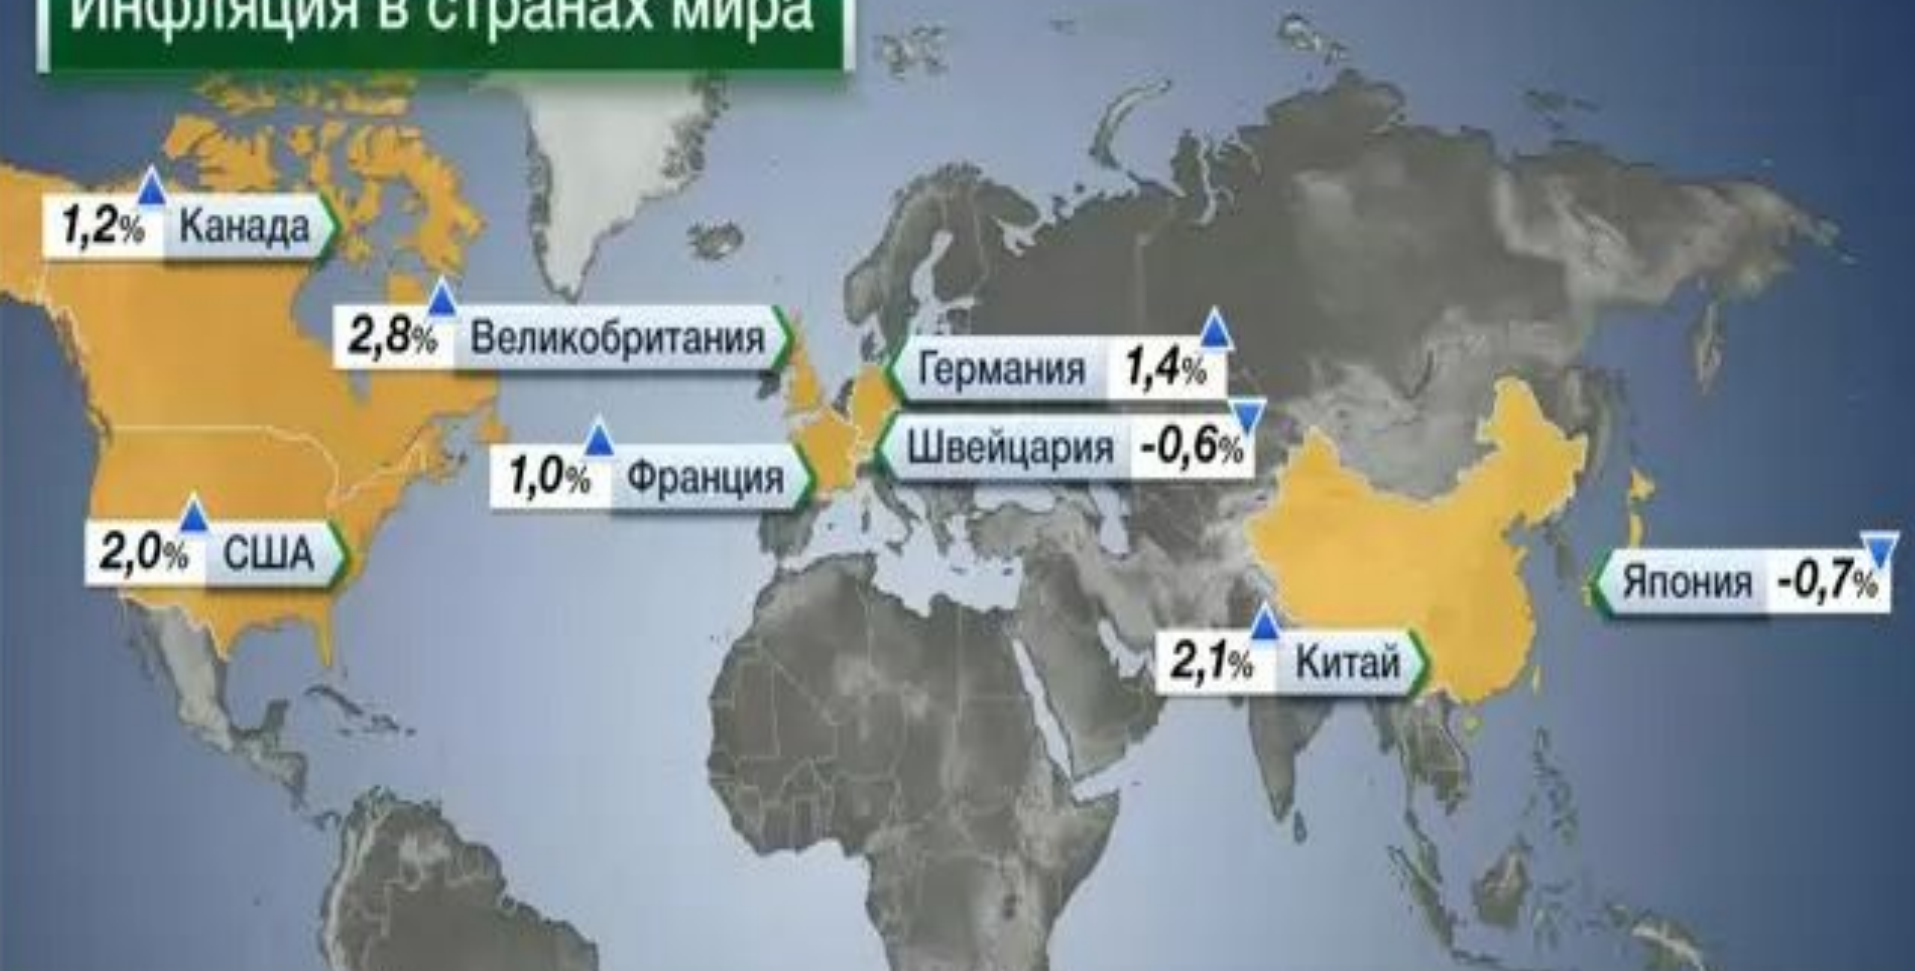 Инфляция в странах мира
1,2% Канада
2,8% Великобритания
Германия 1,4%
Швейцария -0,6%
1,0% Франция
2,0% США
Япония -0,7%
2,1% Китай